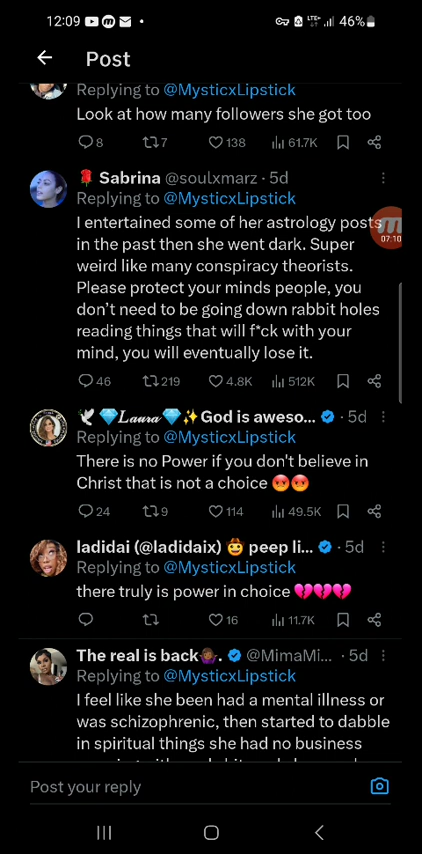 12:09 46%
Post
Replying to @MysticxLipstick
Look at how many followers she got too
8 7 138 61.7K
Sabrina @soulxmarz · 5d
Replying to @MysticxLipstick
I entertained some of her astrology posts
in the past then she went dark. Super
07:10
weird like many conspiracy theorists.
Please protect your minds people, you
don't need to be going down rabbit holes
reading things that will f*ck with your
mind, you will eventually lose it.
46 219 4.8K 512K
🕊 💎𝓛𝓪𝓾𝓻𝓪💎✨God is aweso... · 5d
Replying to @MysticxLipstick
There is no Power if you don't believe in
Christ that is not a choice 😡😡
24 9 114 49.5K
ladidai (@ladidaix) 🤠 peep li... · 5d
Replying to @MysticxLipstick
there truly is power in choice 💔💔💔
16 11.7K
The real is back🤷🏾‍♀️. @MimaMi... · 5d
Replying to @MysticxLipstick
I feel like she been had a mental illness or
was schizophrenic, then started to dabble
in spiritual things she had no business
Post your reply